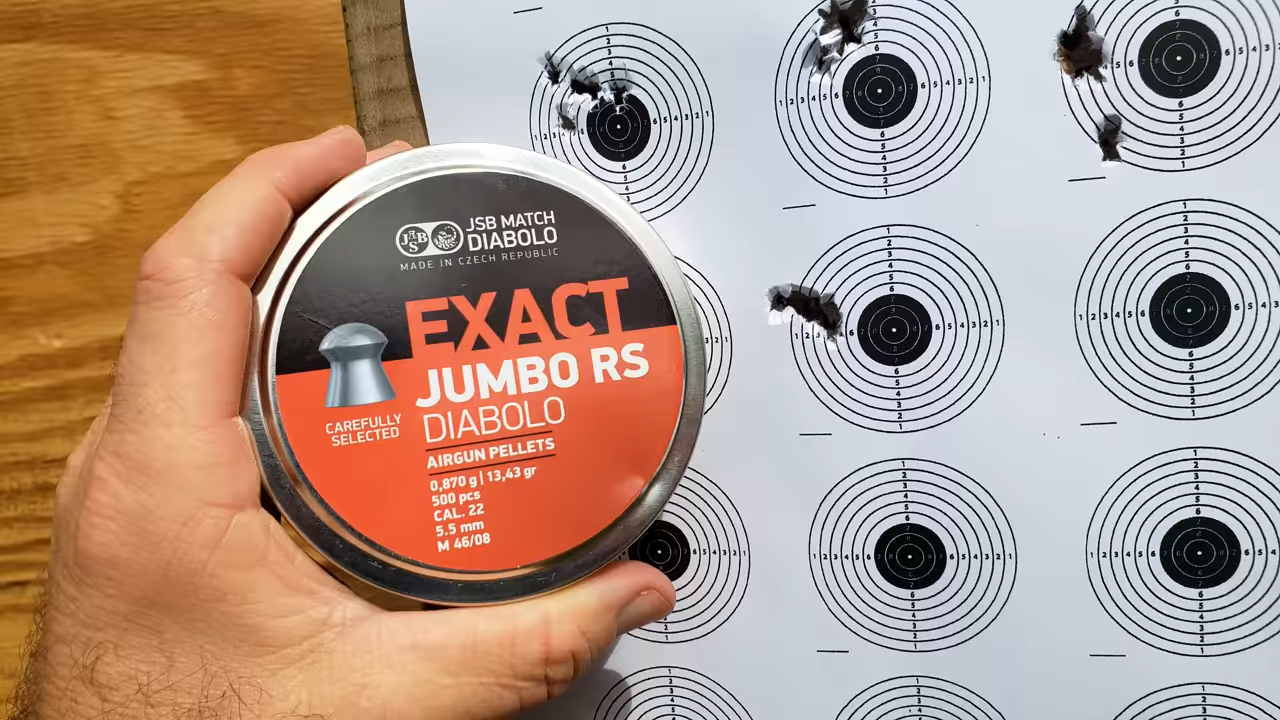 JSB
JSB MATCH
DIABOLO
MADE IN CZECH REPUBLIC
EXACT
JUMBO RS
DIABOLO
CAREFULLY
SELECTED
AIRGUN PELLETS
0,870 g | 13,43 gr
500 pcs
CAL. 22
5.5 mm
M 46/08